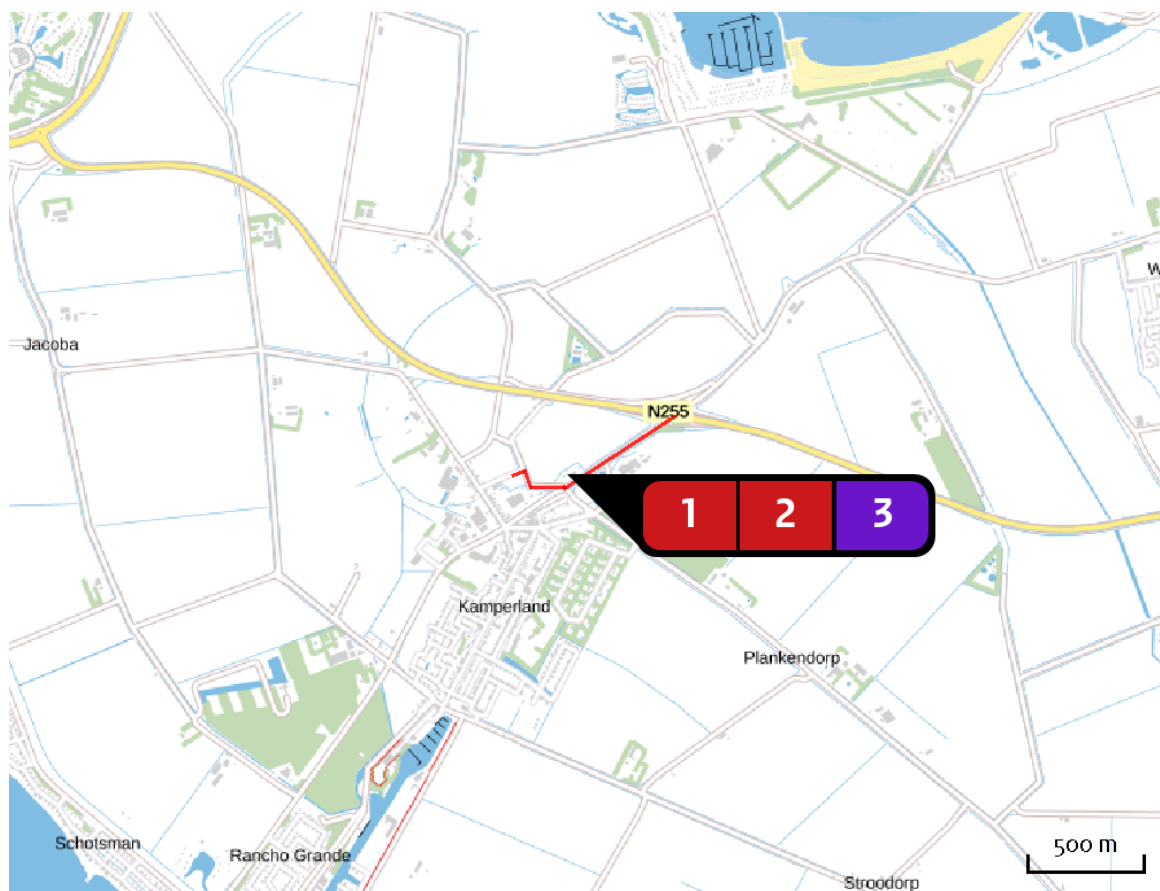 W
Jacoba
N255
1 2 3
Kamperland
Plankendorp
Schotsman
Rancho Grande
500 m
Stroodorp